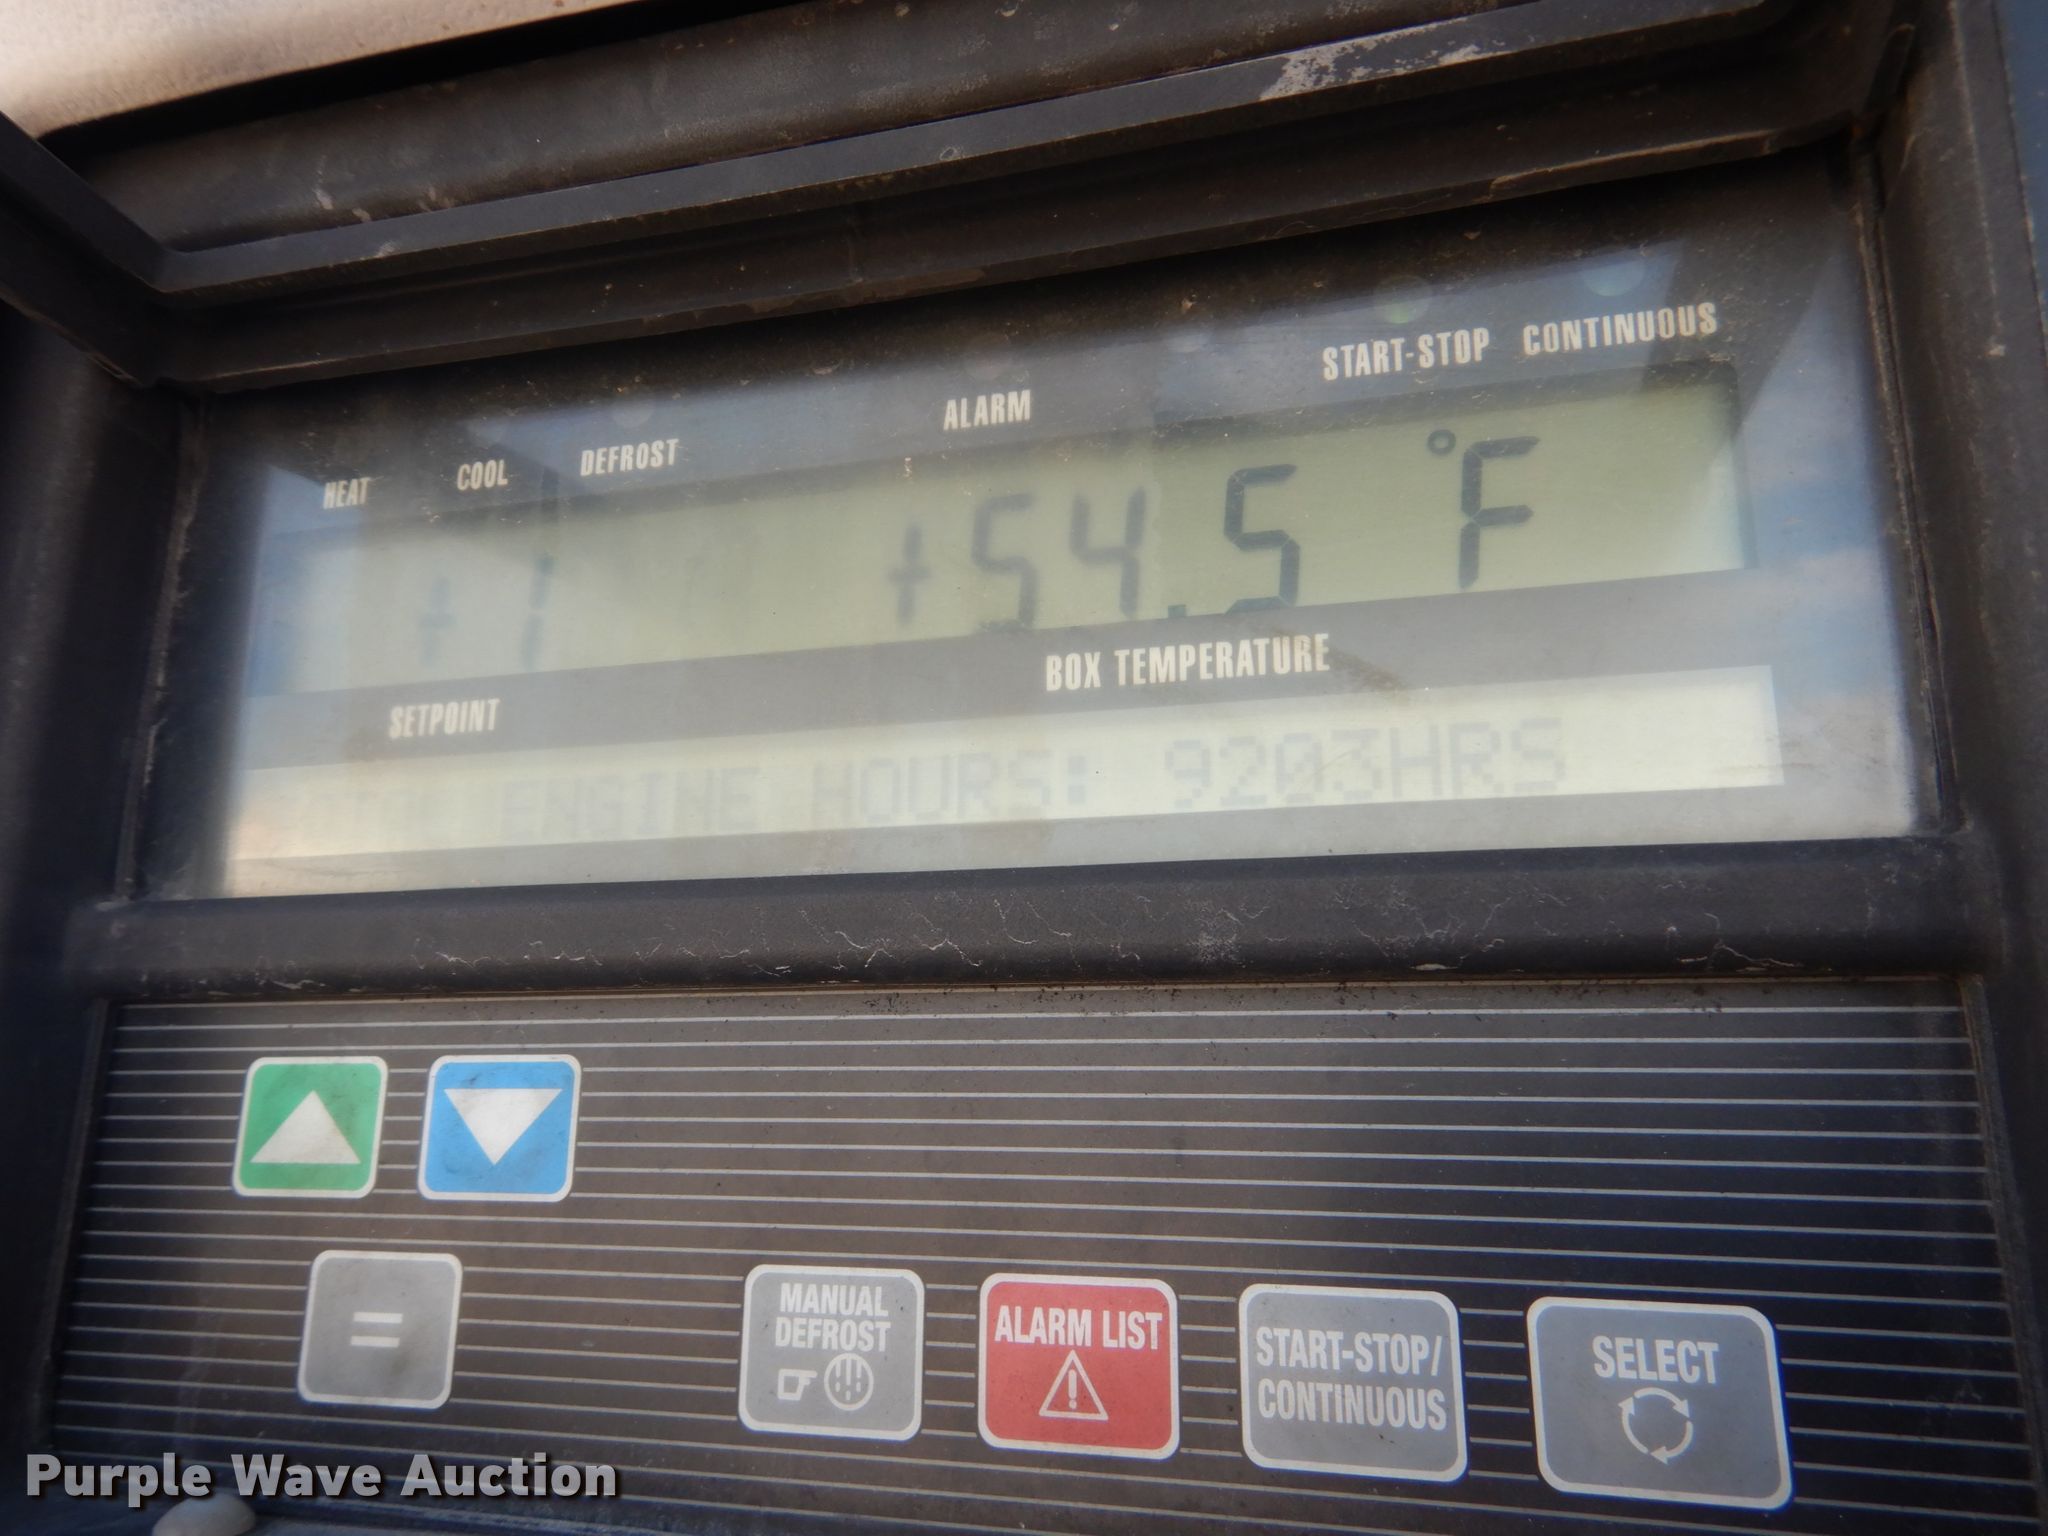 START-STOP CONTINUOUS
ALARM
HEAT COOL DEFROST
+54.5 °F
BOX TEMPERATURE
SETPOINT
ENGINE HOURS: 9203HRS
=
MANUAL
DEFROST
ALARM LIST
START-STOP/
CONTINUOUS
SELECT
Purple Wave Auction